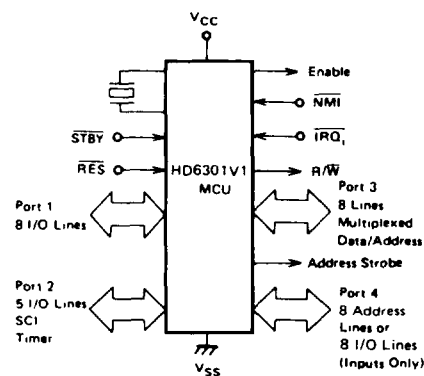 VCC
Enable
NMI
STBY
IRQ1
RES
HD6301V1
MCU
R/W
Port 1
8 I/O Lines
Port 3
8 Lines
Multiplexed
Data/Address
Address Strobe
Port 2
5 I/O Lines
SCI
Timer
Port 4
8 Address
Lines or
8 I/O Lines
(Inputs Only)
VSS